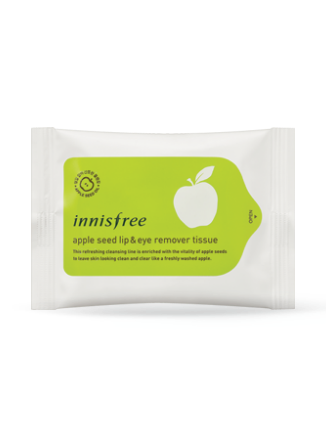 innisfree
OPEN
apple seed lip & eye remover tissue
This refreshing cleansing line is enriched with the vitality of apple seeds
to leave skin looking clean and clear like a freshly washed apple.